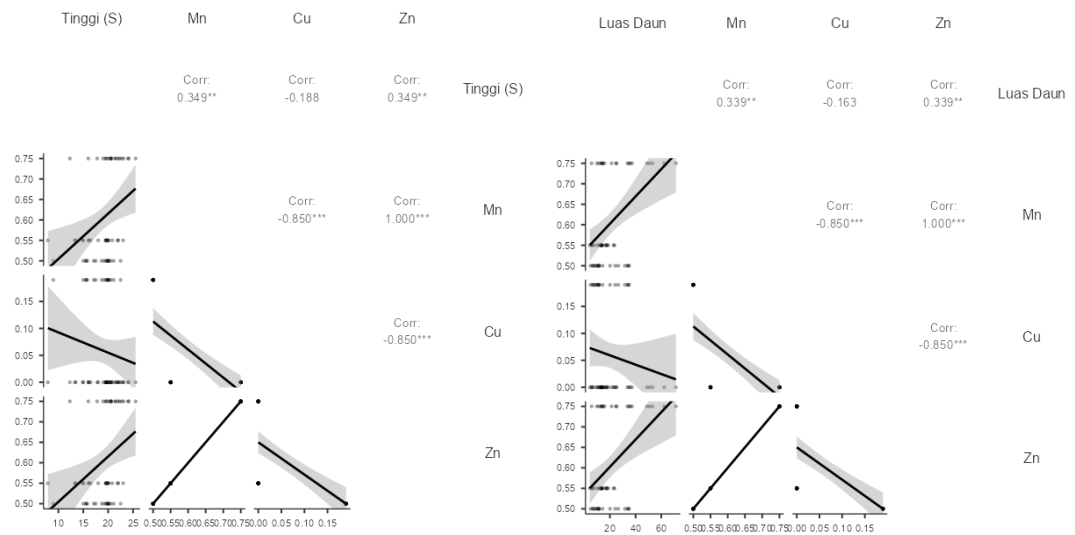 Tinggi (S) Mn Cu Zn
Corr: Corr: Corr:
0.349** -0.188 0.349**
Tinggi (S)
0.75
0.70
0.65
0.60
0.55
0.50
Corr: Corr:
-0.850*** 1.000***
Mn
0.15
0.10
0.05
0.00
Corr:
-0.850***
Cu
0.75
0.70
0.65
0.60
0.55
0.50
Zn
10 15 20 25 0.50 0.55 0.60 0.65 0.70 0.75 0.00 0.05 0.10 0.15
Luas Daun Mn Cu Zn
Corr: Corr: Corr:
0.339** -0.163 0.339**
Luas Daun
0.75
0.70
0.65
0.60
0.55
0.50
Corr: Corr:
-0.850*** 1.000***
Mn
0.15
0.10
0.05
0.00
Corr:
-0.850***
Cu
0.75
0.70
0.65
0.60
0.55
0.50
Zn
20 40 60 0.50 0.55 0.60 0.65 0.70 0.75 0.00 0.05 0.10 0.15